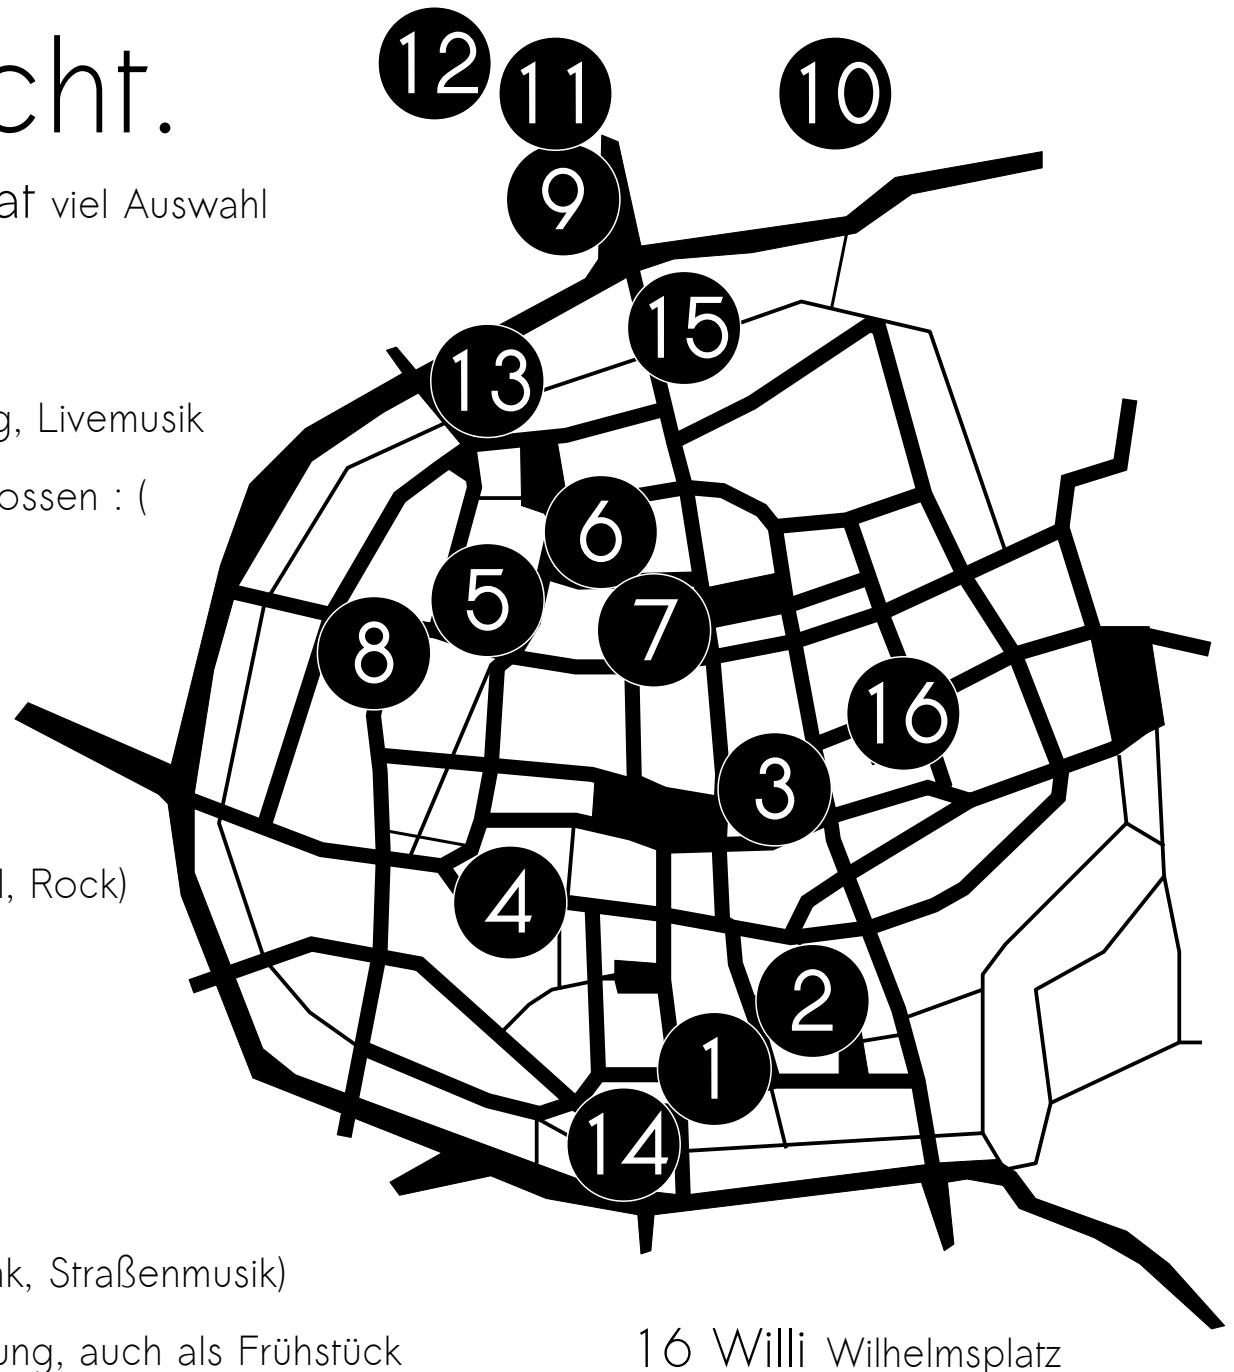 cht.
at viel Auswahl
g, Livemusik
ossen : (
l, Rock)
nk, Straßenmusik)
ung, auch als Frühstück
12
11
10
9
15
13
6
5
7
8
16
3
4
2
1
14
16 Willi Wilhelmsplatz